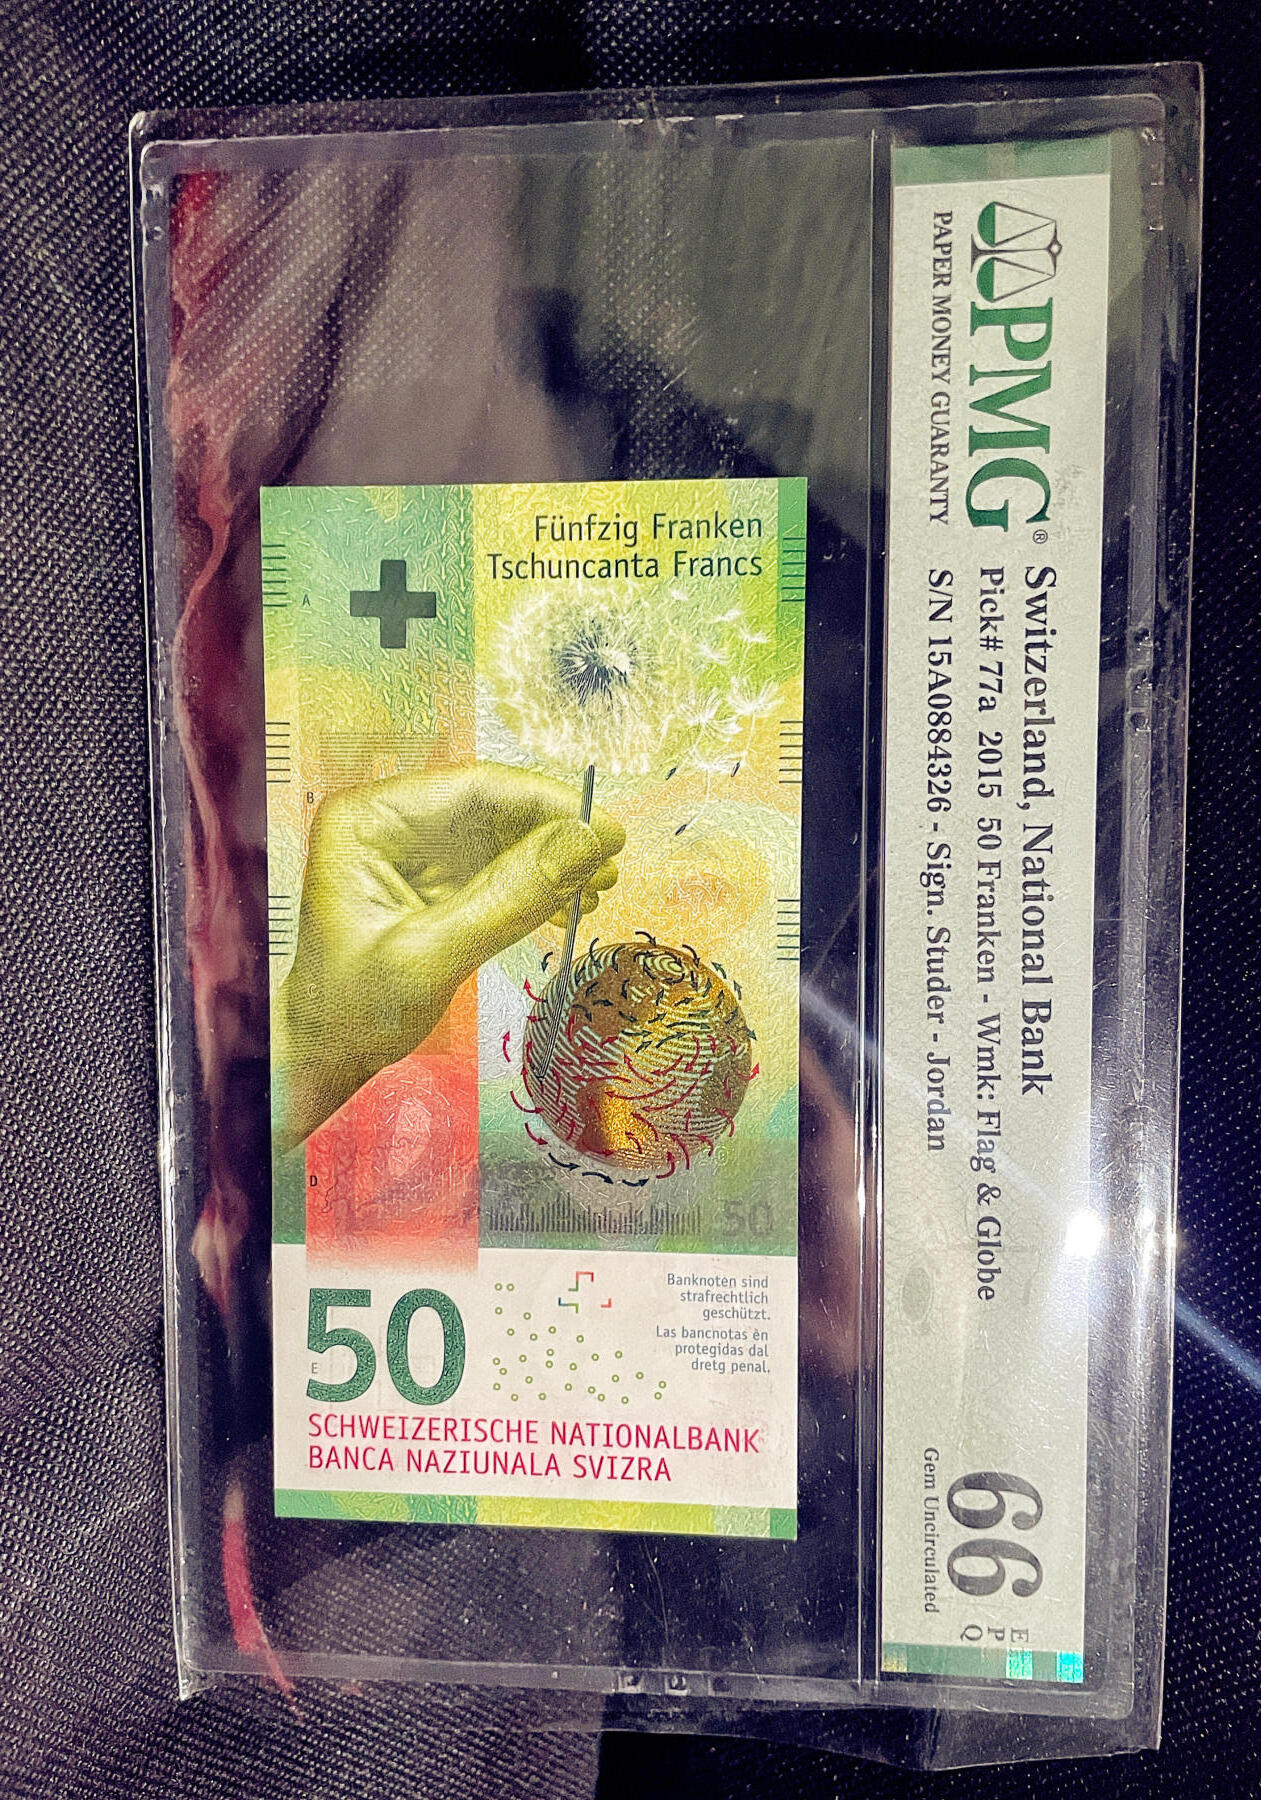 Fünfzig Franken
Tschuncanta Francs
A
B
C
D
50
Banknoten sind
strafrechtlich
geschützt.
Las bancnotas èn
protegidas dal
dretg penal.
50
E
SCHWEIZERISCHE NATIONALBANK
BANCA NAZIUNALA SVIZRA
PMG®
PAPER MONEY GUARANTY
Switzerland, National Bank
Pick# 77a 2015 50 Franken - Wmk: Flag & Globe
S/N 15A0884326 - Sign. Studer - Jordan
66 EPQ
Gem Uncirculated